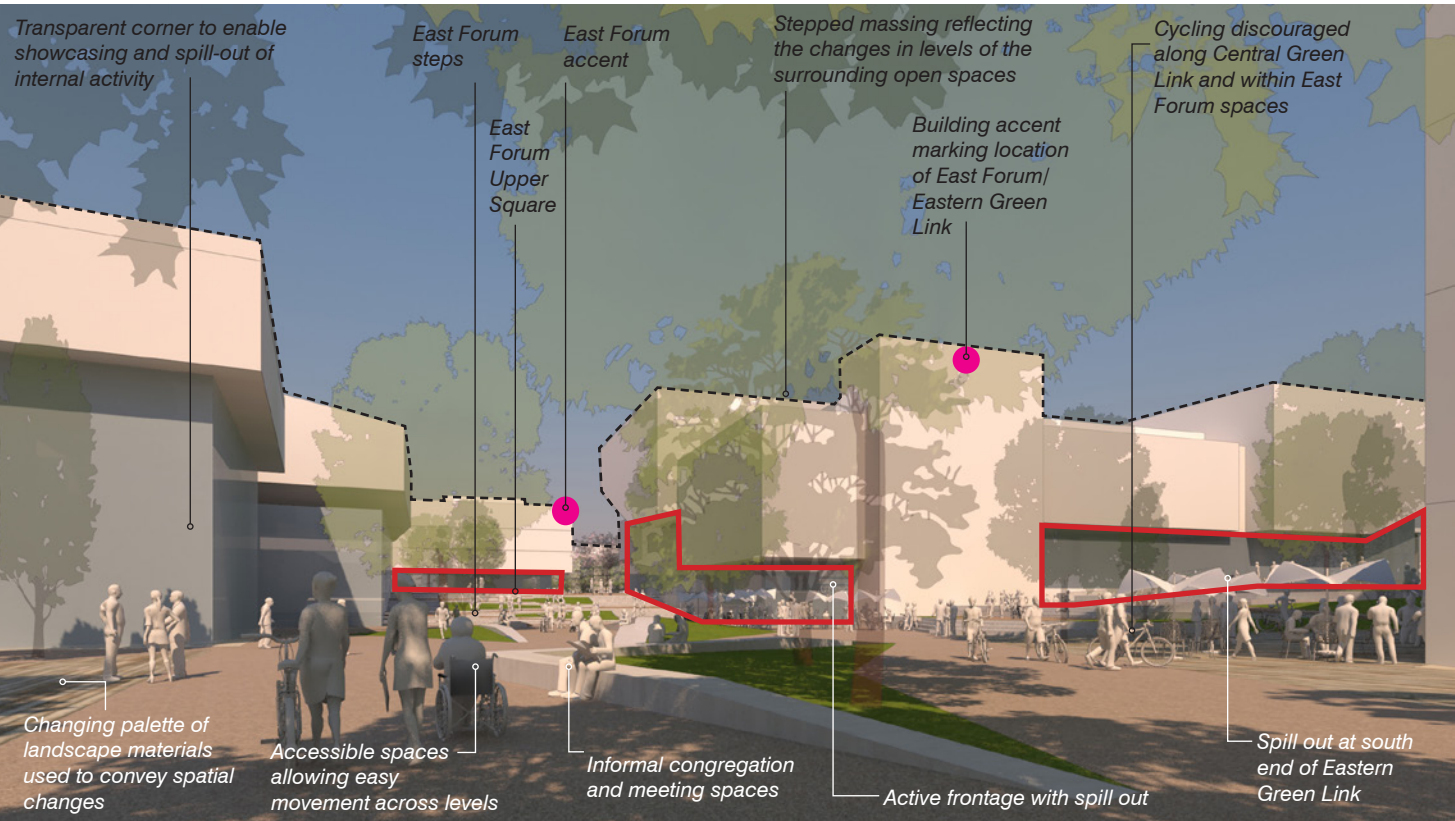 Transparent corner to enable
showcasing and spill-out of
internal activity
East Forum
steps
East Forum
accent
East
Forum
Upper
Square
Stepped massing reflecting
the changes in levels of the
surrounding open spaces
Building accent
marking location
of East Forum/
Eastern Green
Link
Cycling discouraged
along Central Green
Link and within East
Forum spaces
Changing palette of
landscape materials
used to convey spatial
changes
Accessible spaces
allowing easy
movement across levels
Informal congregation
and meeting spaces
Active frontage with spill out
Spill out at south
end of Eastern
Green Link